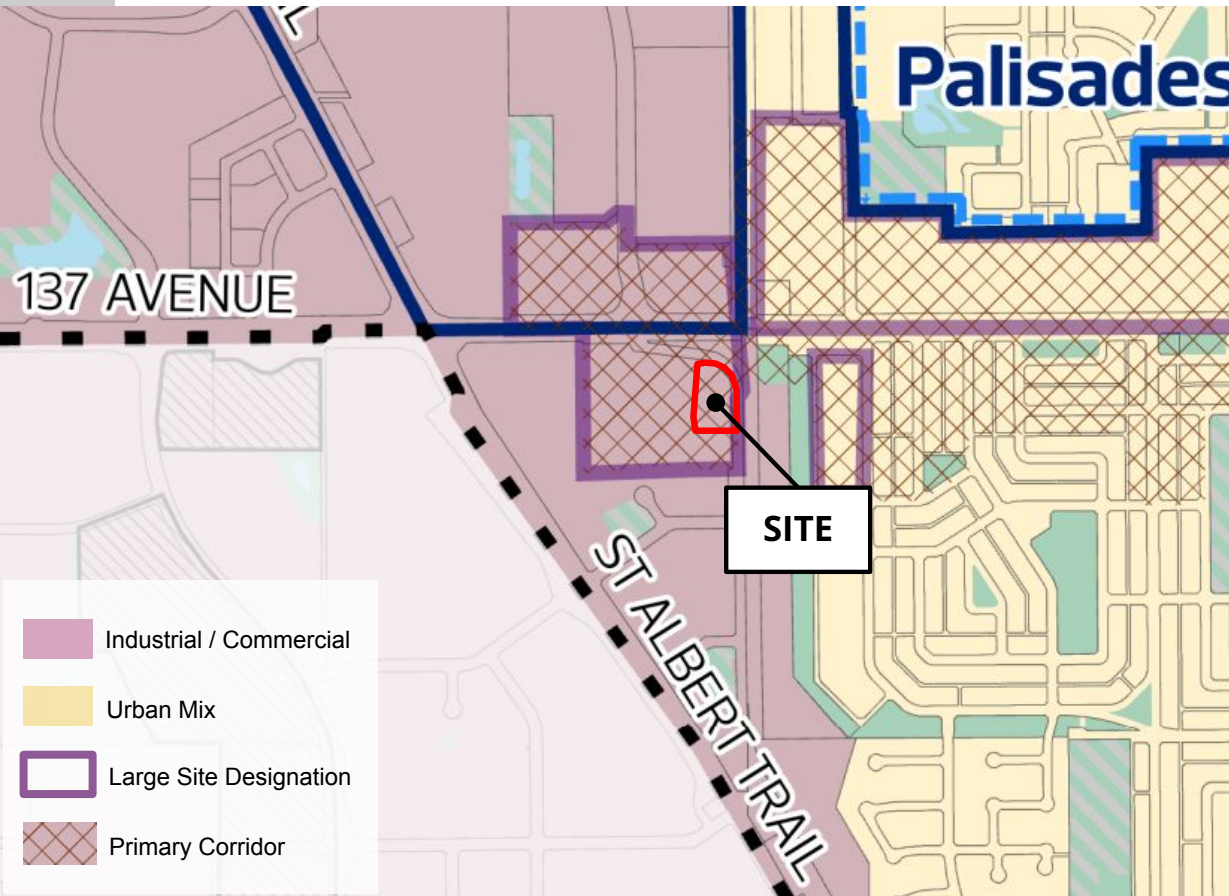 Palisades
137 AVENUE
SITE
ST ALBERT TRAIL
Industrial / Commercial
Urban Mix
Large Site Designation
Primary Corridor